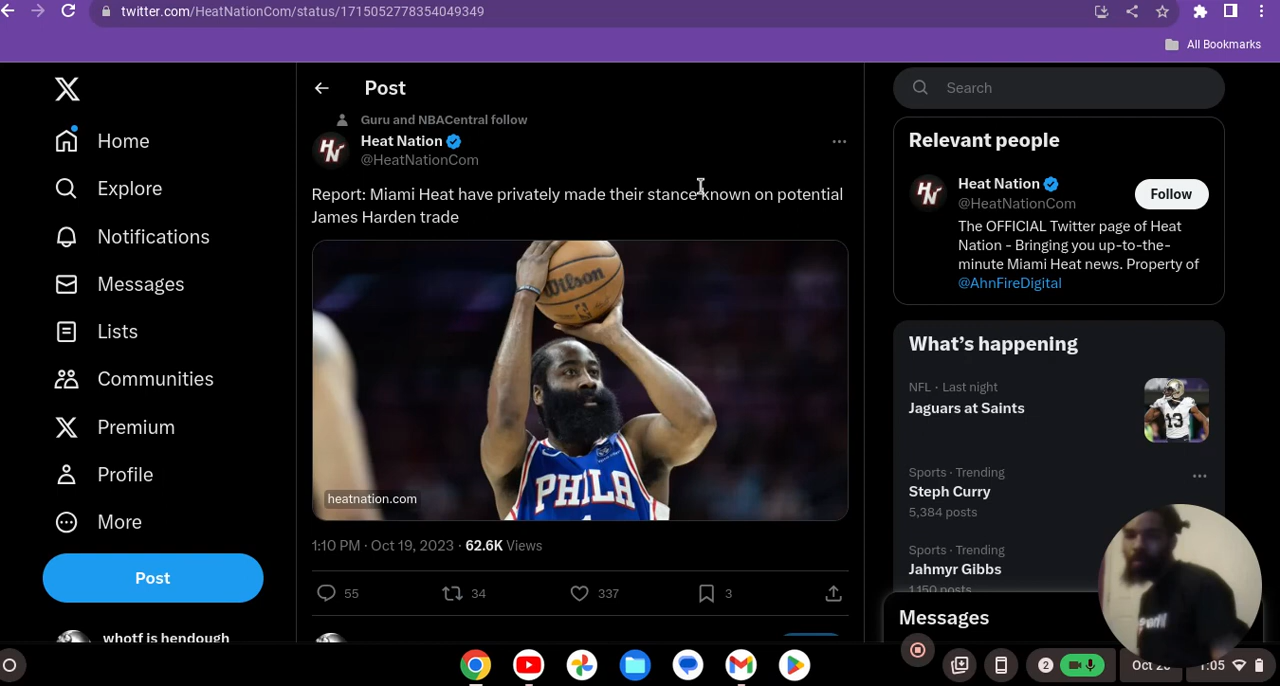 twitter.com/HeatNationCom/status/1715052778354049349
All Bookmarks
Home
Explore
Notifications
Messages
Lists
Communities
Premium
Profile
More
Post
whotf is hendough
Post
Guru and NBACentral follow
Heat Nation
@HeatNationCom
Report: Miami Heat have privately made their stance known on potential
James Harden trade
Wilson
PHILA
heatnation.com
1:10 PM · Oct 19, 2023 · 62.6K Views
55
34
337
3
Search
Relevant people
Heat Nation
@HeatNationCom
Follow
The OFFICIAL Twitter page of Heat
Nation - Bringing you up-to-the-
minute Miami Heat news. Property of
@AhnFireDigital
What's happening
NFL · Last night
Jaguars at Saints
13
Sports · Trending
Steph Curry
5,384 posts
Sports · Trending
Jahmyr Gibbs
1,150 posts
Messages
2
Oct